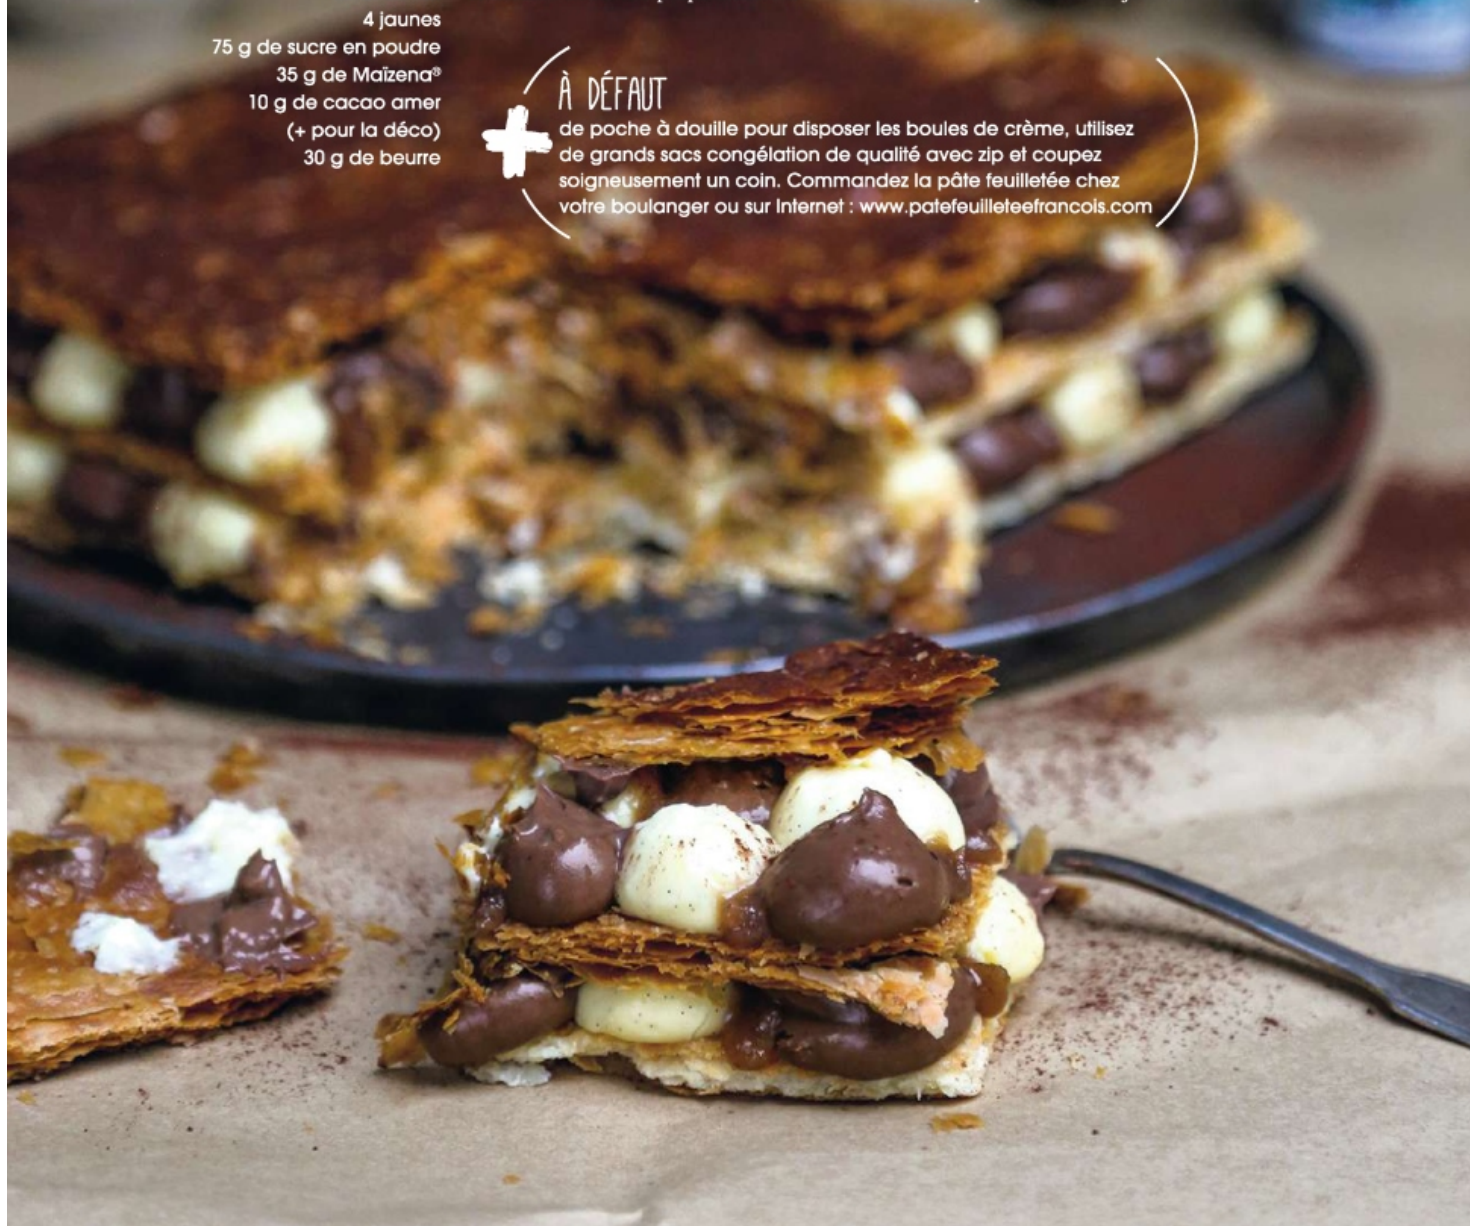 4 jaunes
75 g de sucre en poudre
35 g de Maïzena®
10 g de cacao amer
(+ pour la déco)
30 g de beurre
À DÉFAUT
de poche à douille pour disposer les boules de crème, utilisez
de grands sacs congélation de qualité avec zip et coupez
soigneusement un coin. Commandez la pâte feuilletée chez
votre boulanger ou sur Internet : www.patefeuilleteefrancois.com